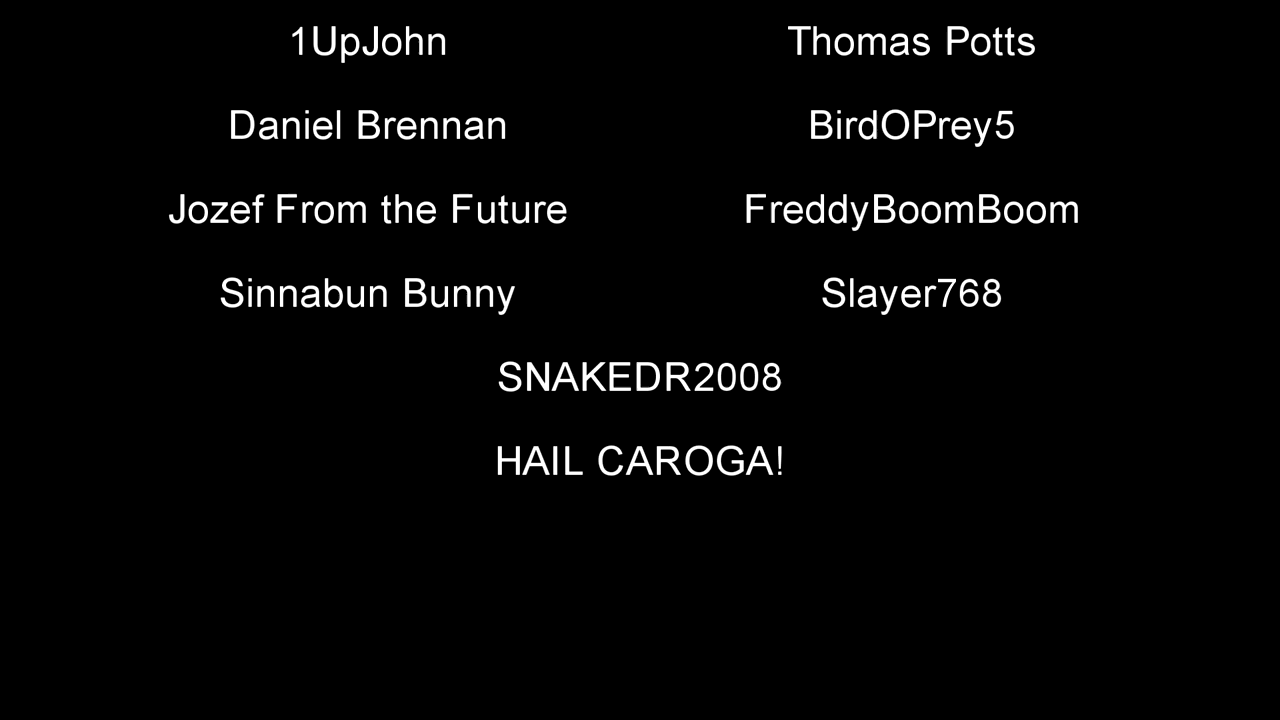 1UpJohn Thomas Potts
Daniel Brennan BirdOPrey5
Jozef From the Future FreddyBoomBoom
Sinnabun Bunny Slayer768
SNAKEDR2008
HAIL CAROGA!